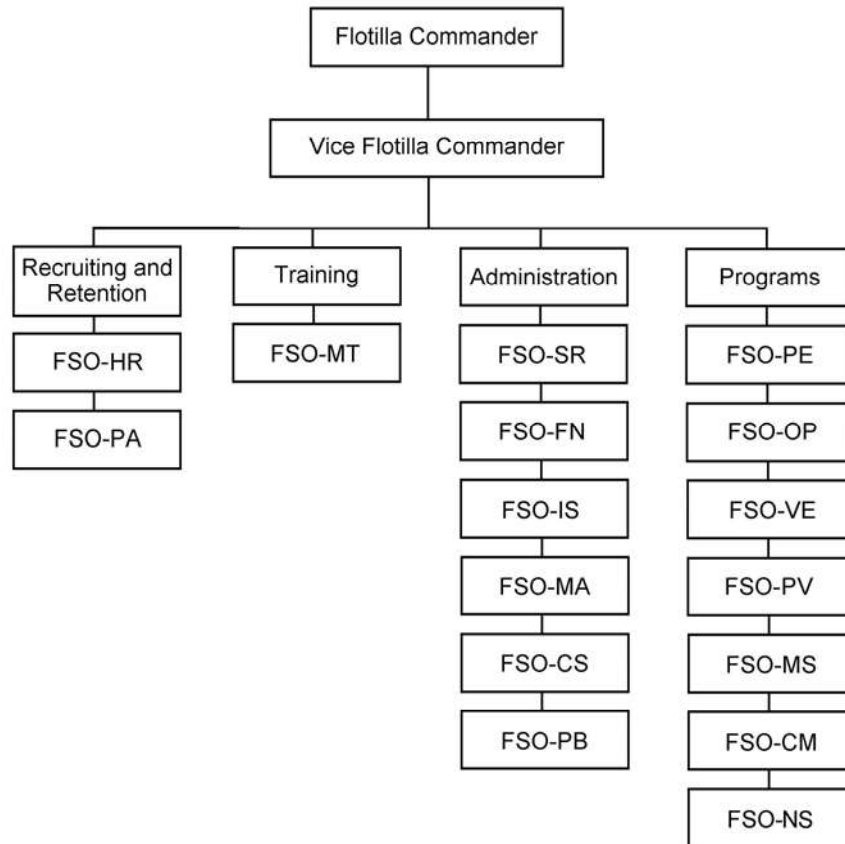 Flotilla Commander
Vice Flotilla Commander
Recruiting and
Retention
FSO-HR
FSO-PA
Training
FSO-MT
Administration
FSO-SR
FSO-FN
FSO-IS
FSO-MA
FSO-CS
FSO-PB
Programs
FSO-PE
FSO-OP
FSO-VE
FSO-PV
FSO-MS
FSO-CM
FSO-NS